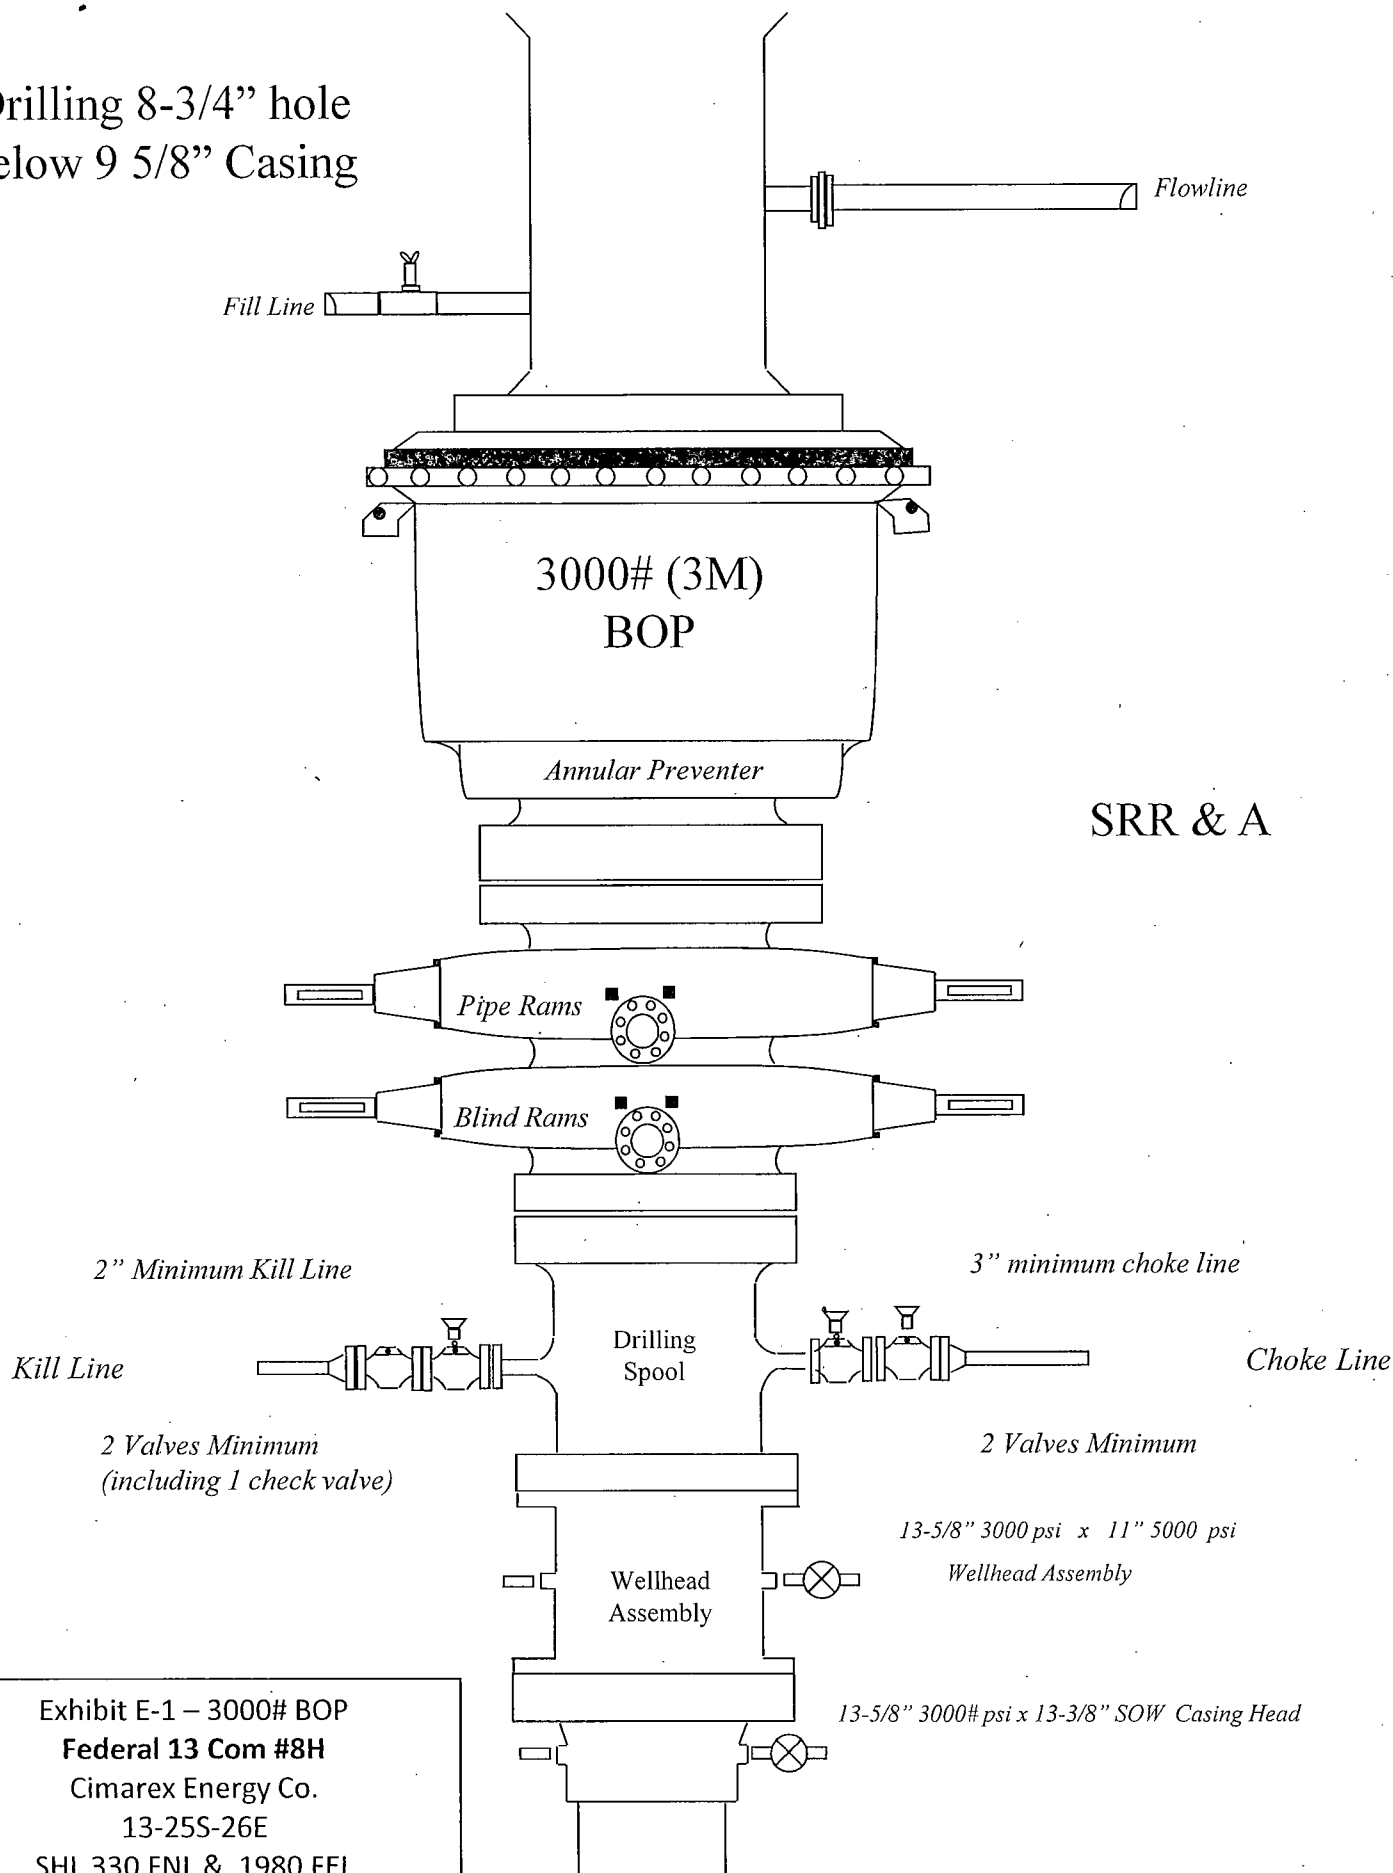 rilling 8-3/4” hole
elow 9 5/8” Casing
Flowline
Fill Line
3000# (3M)
BOP
Annular Preventer
SRR & A
Pipe Rams
Blind Rams
2” Minimum Kill Line
3” minimum choke line
Drilling
Spool
Kill Line
Choke Line
2 Valves Minimum
(including 1 check valve)
2 Valves Minimum
13-5/8” 3000 psi x 11” 5000 psi
Wellhead Assembly
Wellhead
Assembly
13-5/8” 3000# psi x 13-3/8” SOW Casing Head
Exhibit E-1 – 3000# BOP
Federal 13 Com #8H
Cimarex Energy Co.
13-25S-26E
SHL 330 FNL & 1980 FEL